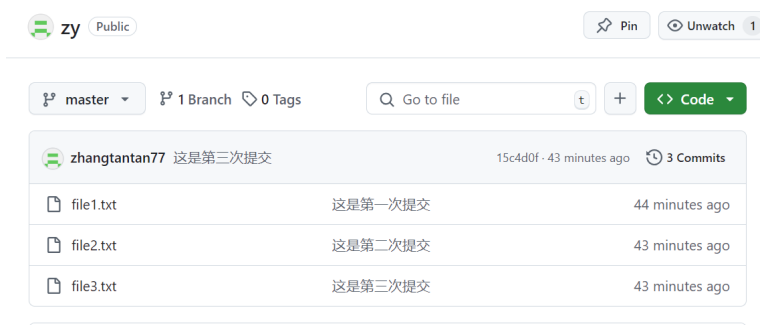 zy Public Pin Unwatch 1
master 1 Branch 0 Tags Go to file t + <> Code
zhangtantan77 这是第三次提交 15c4d0f · 43 minutes ago 3 Commits
file1.txt 这是第一次提交 44 minutes ago
file2.txt 这是第二次提交 43 minutes ago
file3.txt 这是第三次提交 43 minutes ago